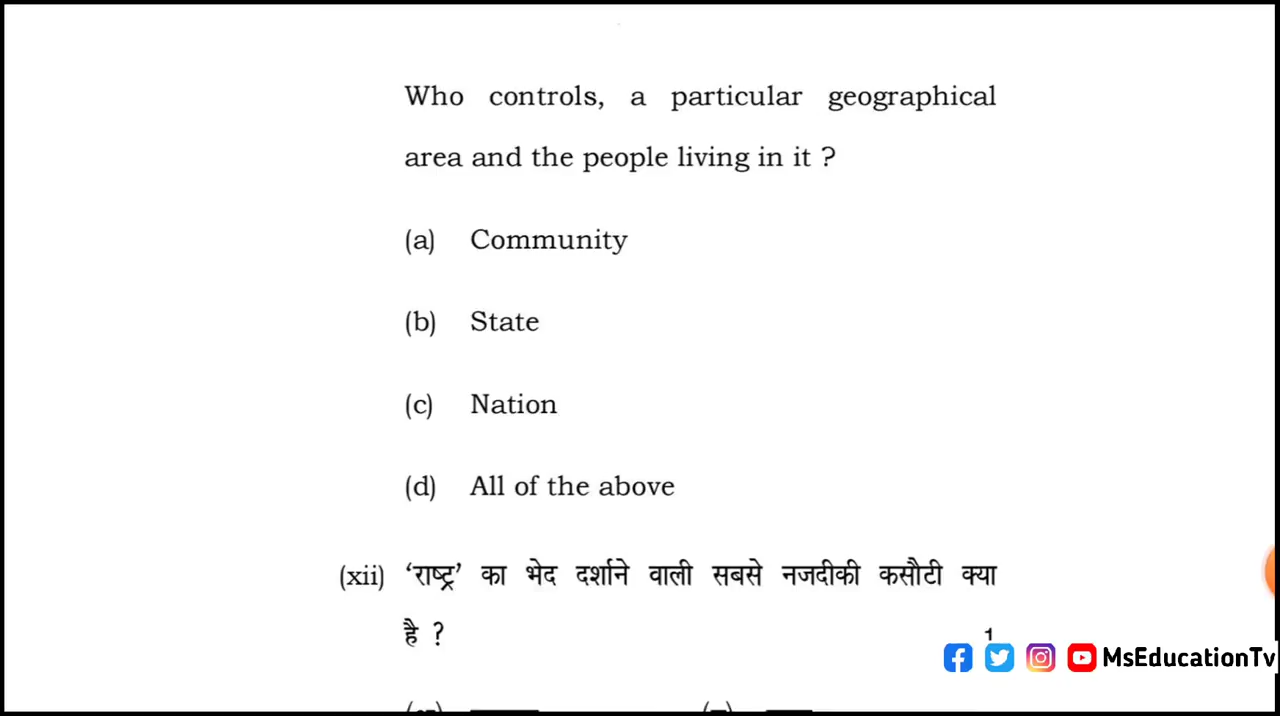 Who controls, a particular geographical
area and the people living in it ?
(a) Community
(b) State
(c) Nation
(d) All of the above
(xii) ‘राष्ट्र’ का भेद दर्शाने वाली सबसे नजदीकी कसौटी क्या
है ? 1
MsEducationTv